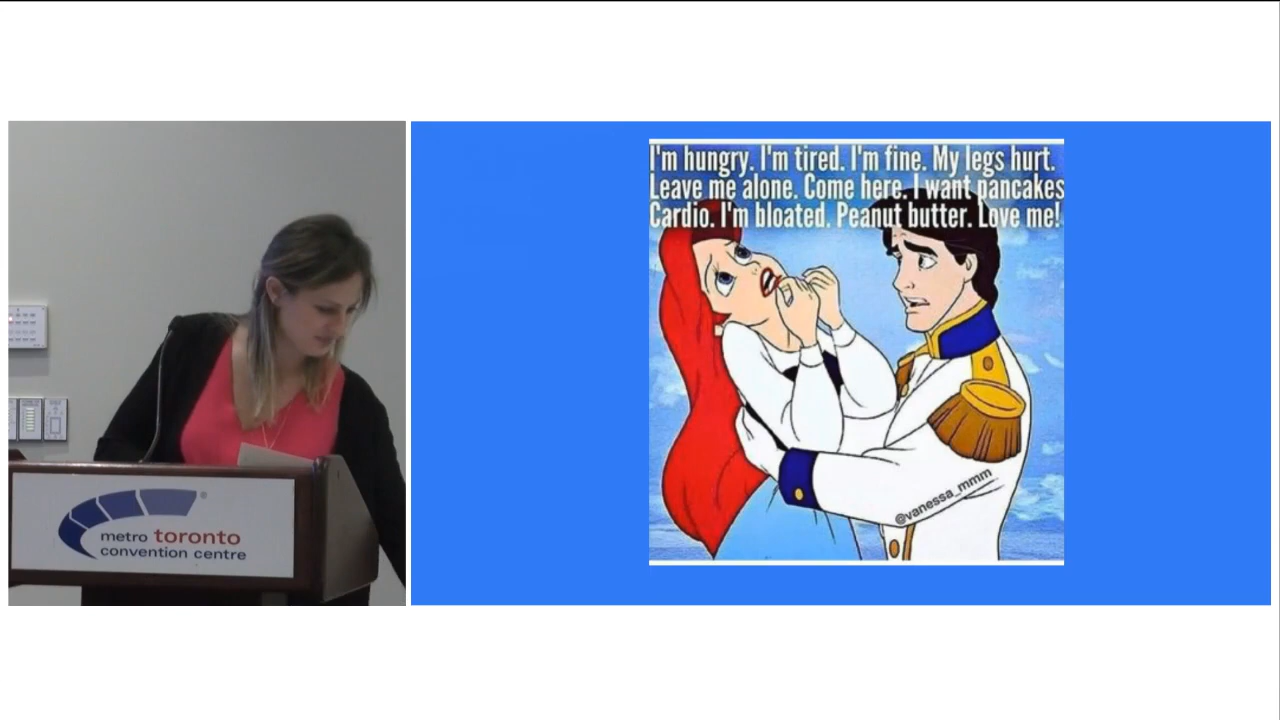 metro toronto
convention centre
I'm hungry. I'm tired. I'm fine. My legs hurt.
Leave me alone. Come here. I want pancakes
Cardio. I'm bloated. Peanut butter. Love me!
@vanessa_mmm